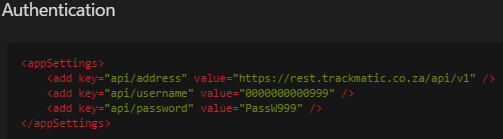 Authentication
<appSettings>
<add key="api/address" value="https://rest.trackmatic.co.za/api/v1" />
<add key="api/username" value="0000000000999" />
<add key="api/password" value="PassW999" />
</appSettings>